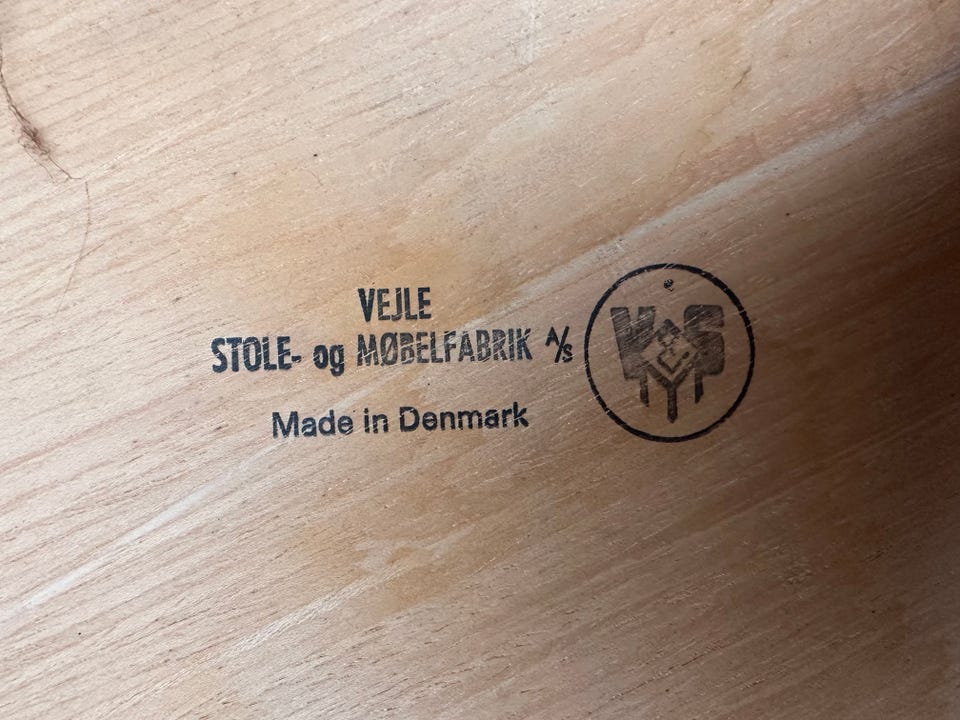 VEJLE
STOLE- og MØBELFABRIK A/S
Made in Denmark